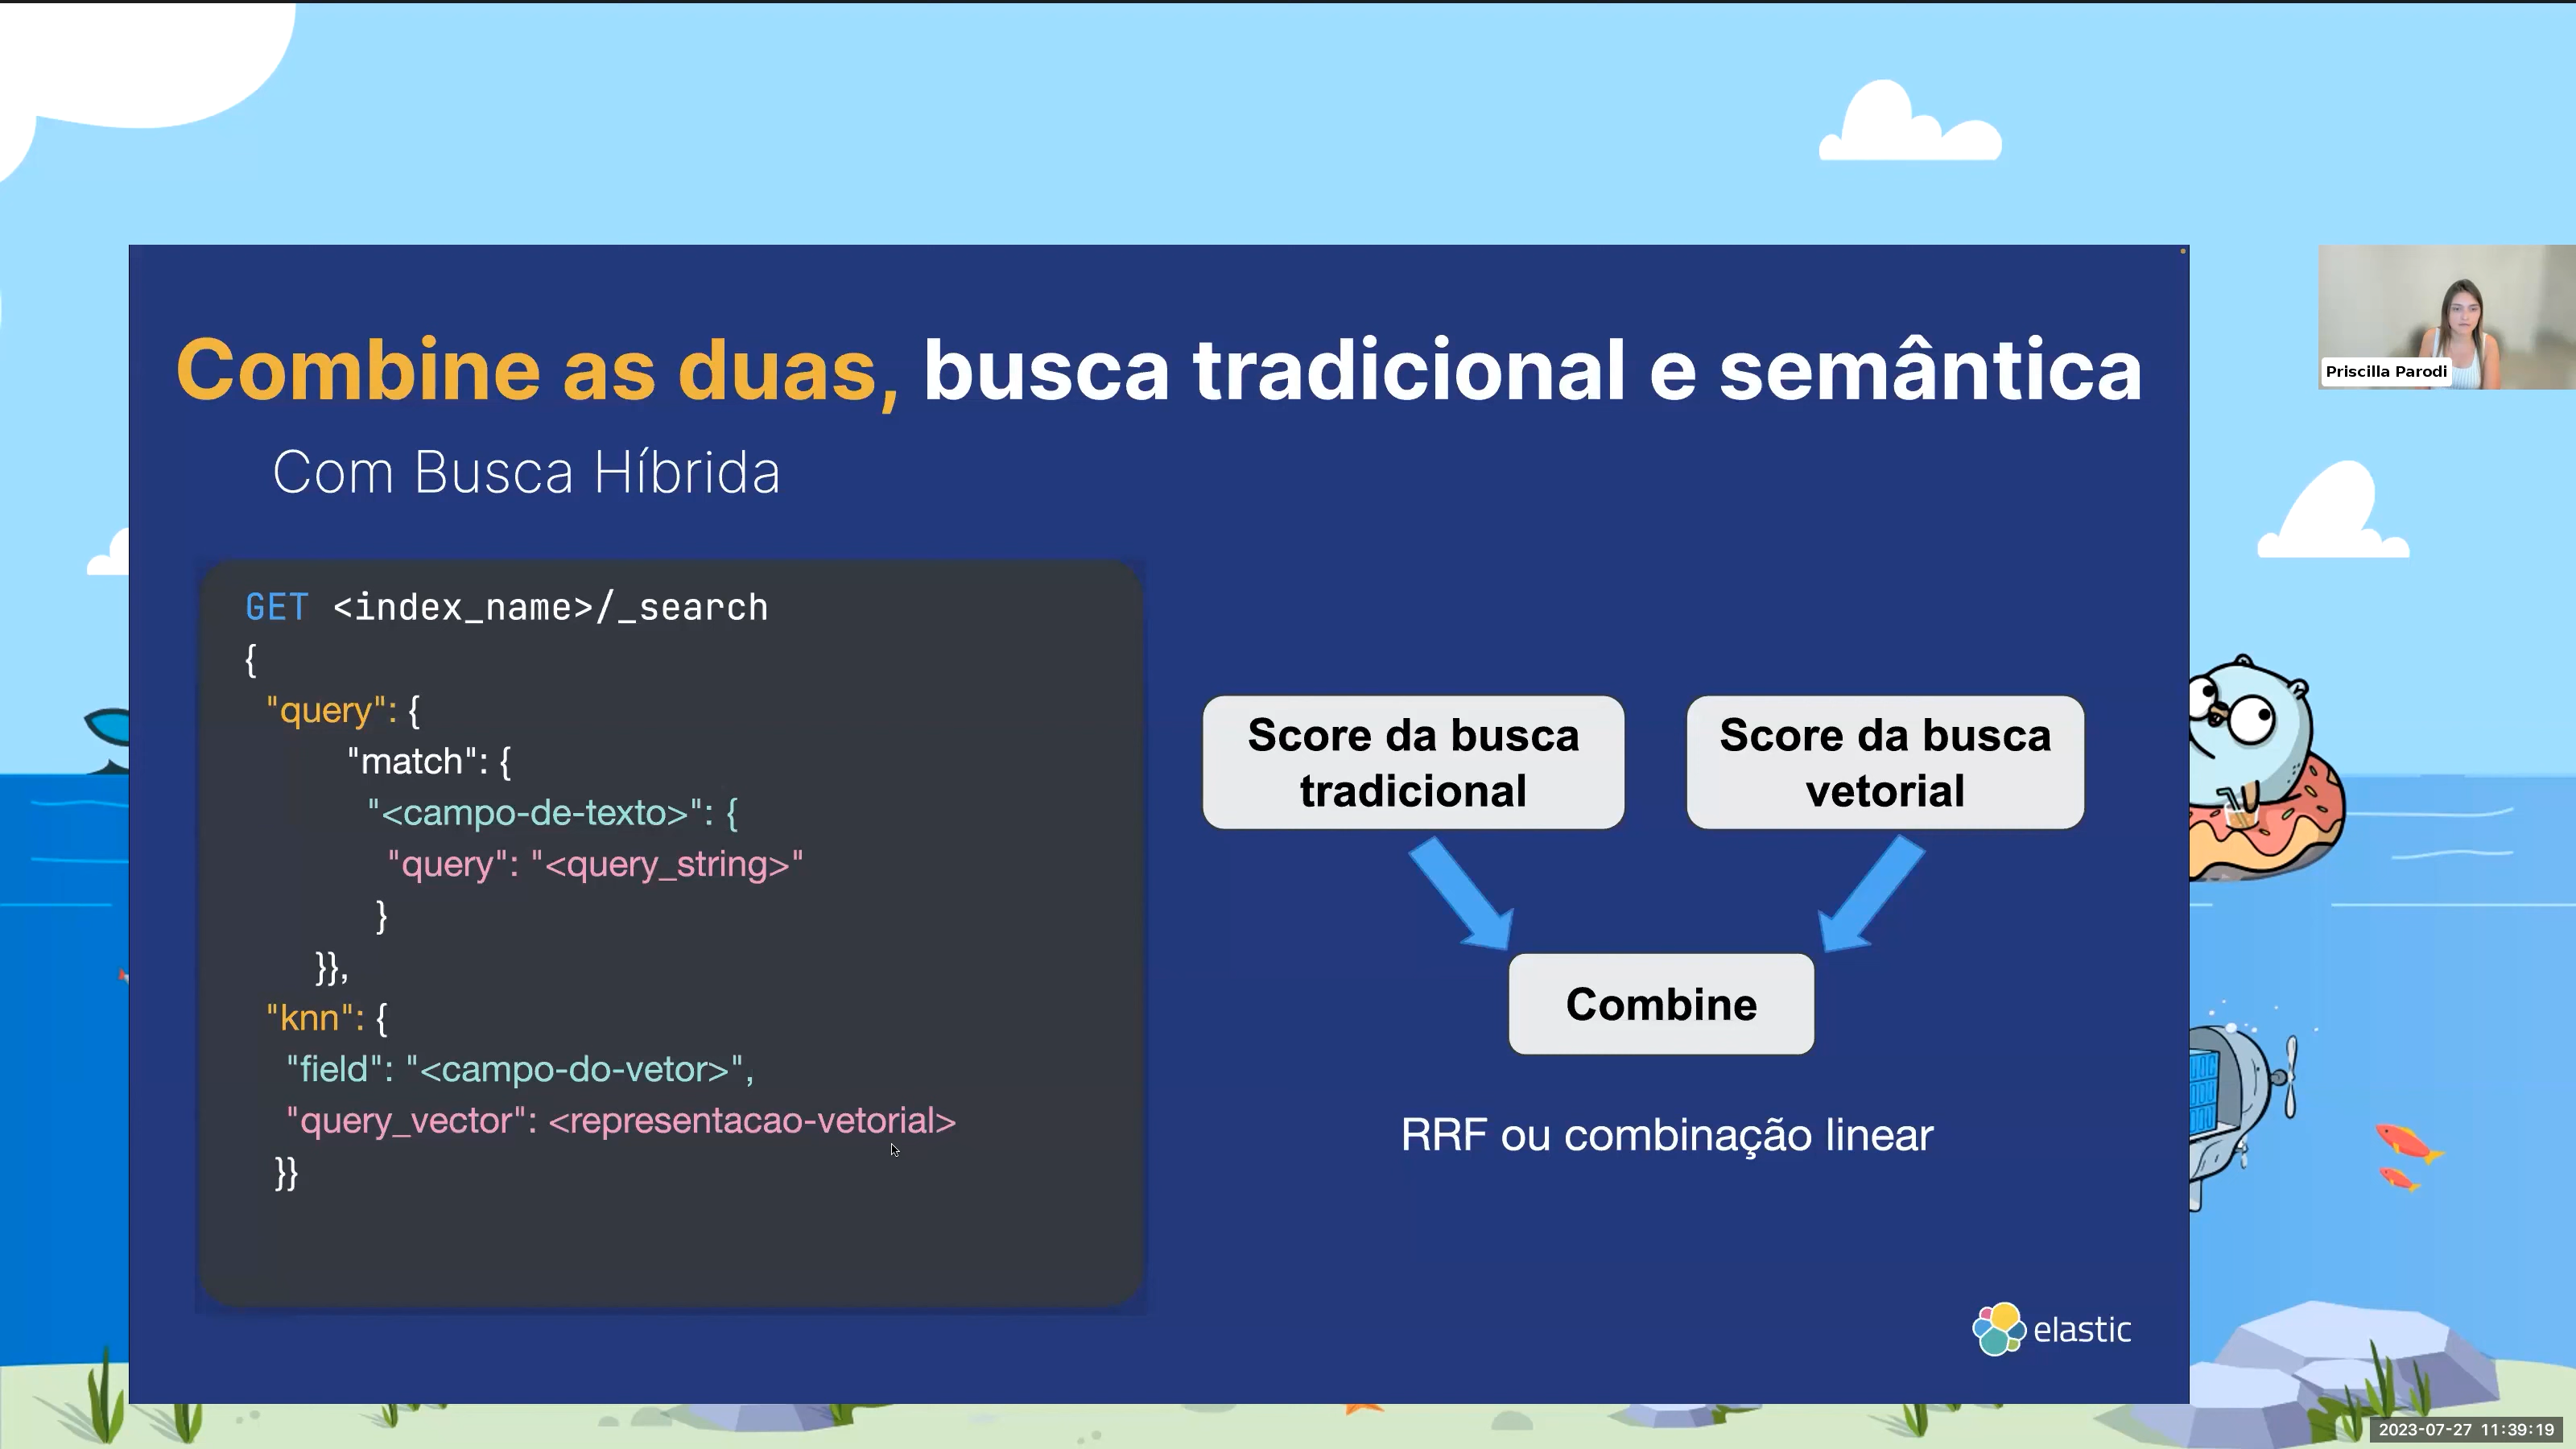 Combine as duas, busca tradicional e semântica
Com Busca Híbrida
GET <index_name>/_search
{
"query": {
"match": {
"<campo-de-texto>": {
"query": "<query_string>"
}
}},
"knn": {
"field": "<campo-do-vetor>",
"query_vector": <representacao-vetorial>
}}
Score da busca
tradicional
Score da busca
vetorial
Combine
RRF ou combinação linear
elastic
Priscilla Parodi
2023-07-27 11:39:19